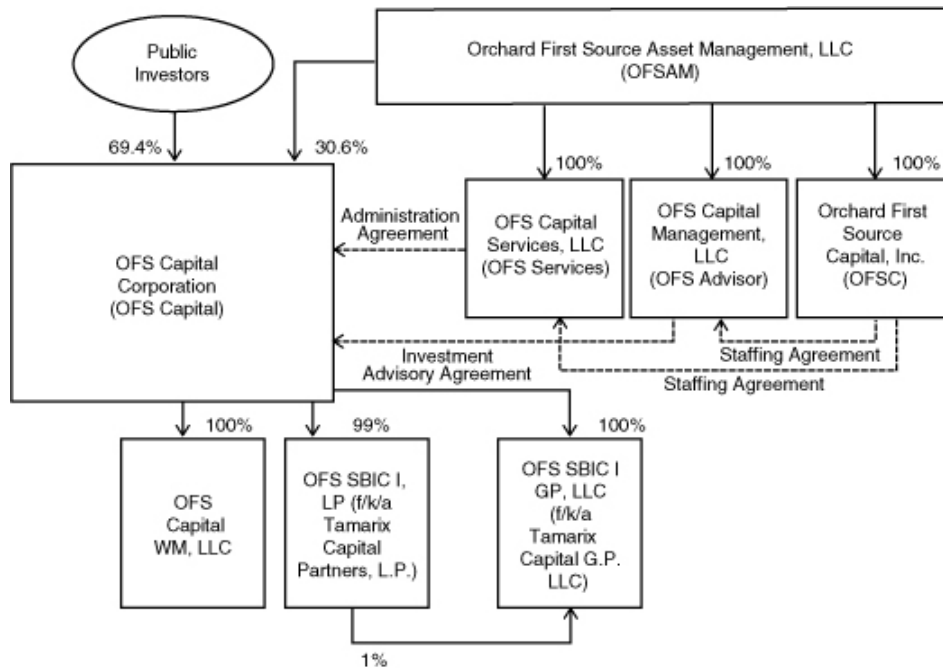 Public
Investors
Orchard First Source Asset Management, LLC
(OFSAM)
69.4%
30.6%
100%
100%
100%
OFS Capital
Corporation
(OFS Capital)
Administration
Agreement
OFS Capital
Services, LLC
(OFS Services)
OFS Capital
Management,
LLC
(OFS Advisor)
Orchard First
Source
Capital, Inc.
(OFSC)
Investment
Advisory Agreement
Staffing Agreement
Staffing Agreement
100%
99%
100%
OFS
Capital
WM, LLC
OFS SBIC I,
LP (f/k/a
Tamarix
Capital
Partners, L.P.)
OFS SBIC I
GP, LLC
(f/k/a
Tamarix
Capital G.P.
LLC)
1%